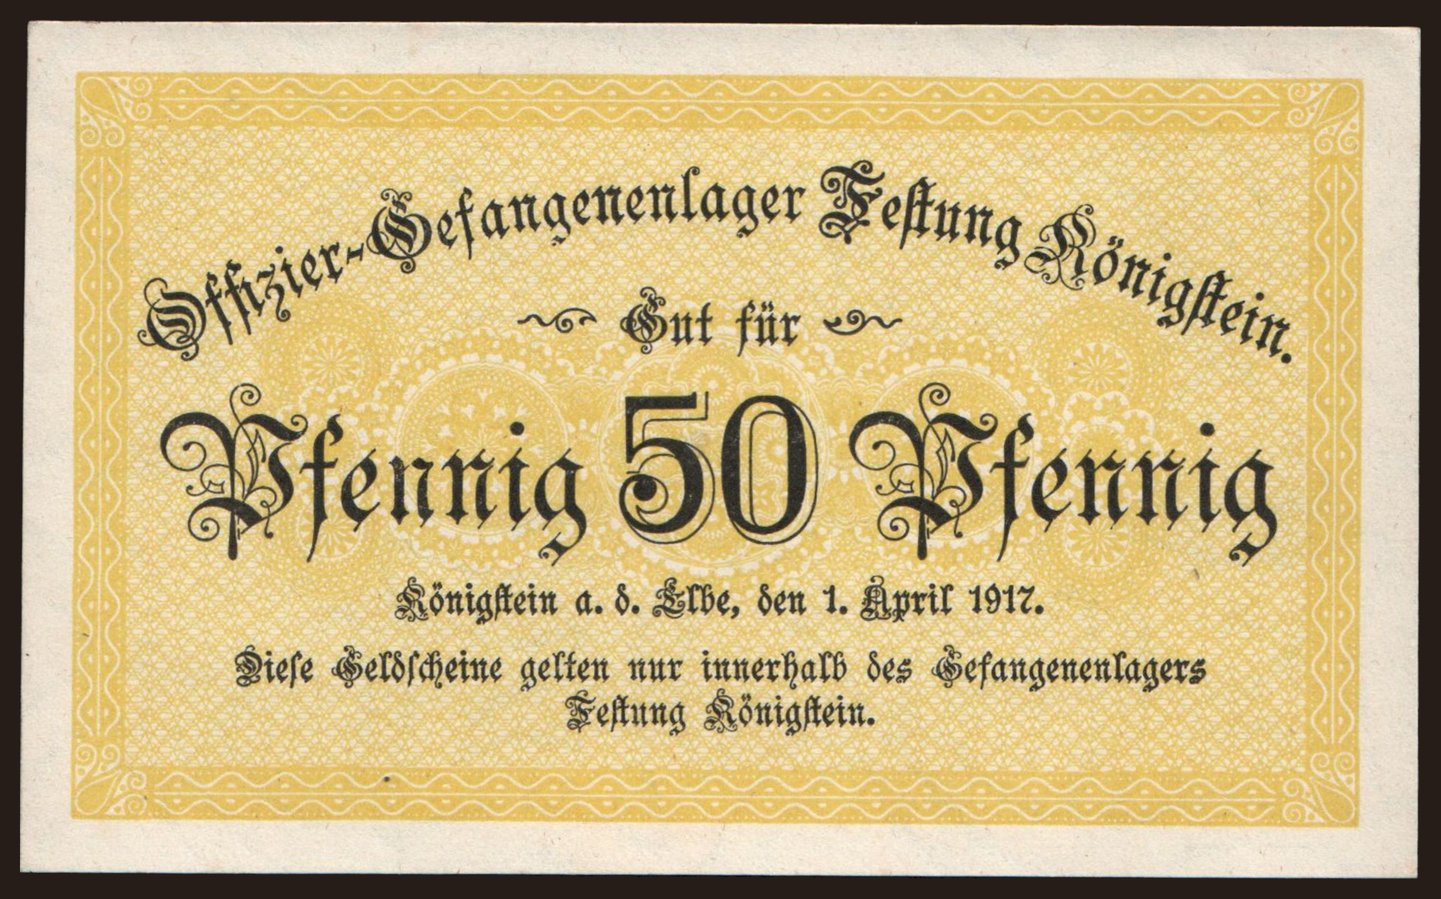 Offizier-Gefangenenlager Festung Königstein.
Gut für
Pfennig 50 Pfennig
Königstein a. d. Elbe, den 1. April 1917.
Diese Geldscheine gelten nur innerhalb des Gefangenenlagers
Festung Königstein.